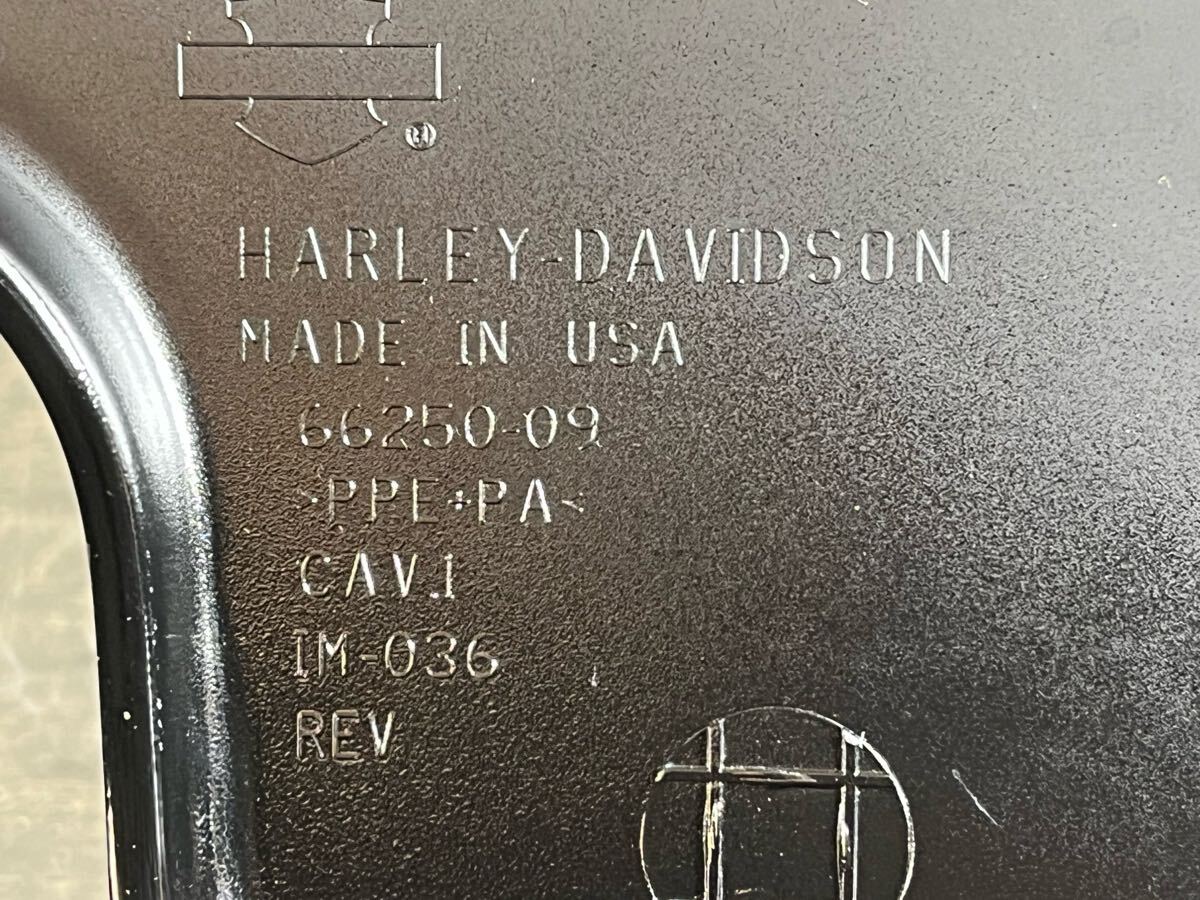 ®
HARLEY-DAVIDSON
MADE IN USA
66250-09
>PPE+PA<
CAV.1
IM-036
REV